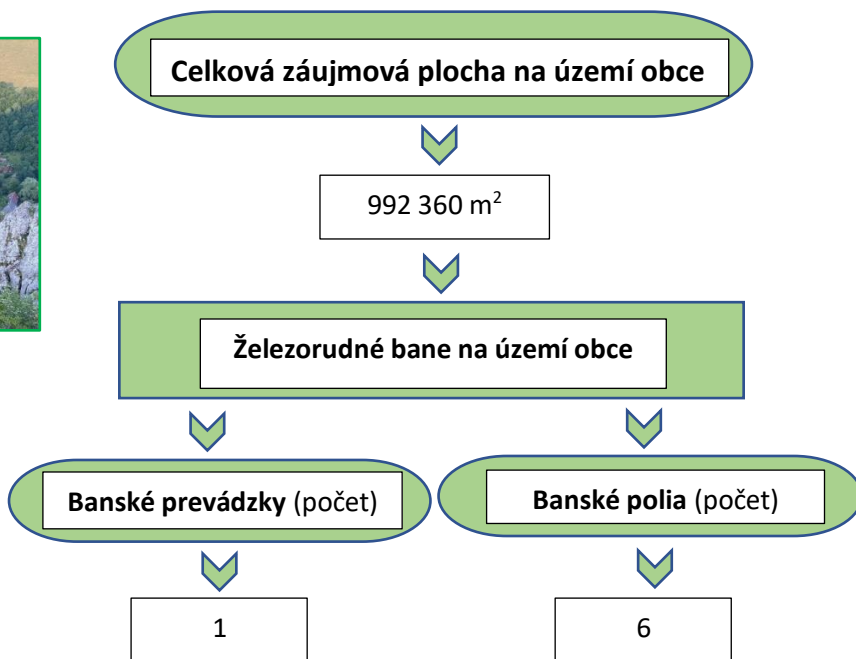 Celková záujmová plocha na území obce
992 360 m²
Železorudné bane na území obce
Banské prevádzky (počet)
Banské polia (počet)
1
6